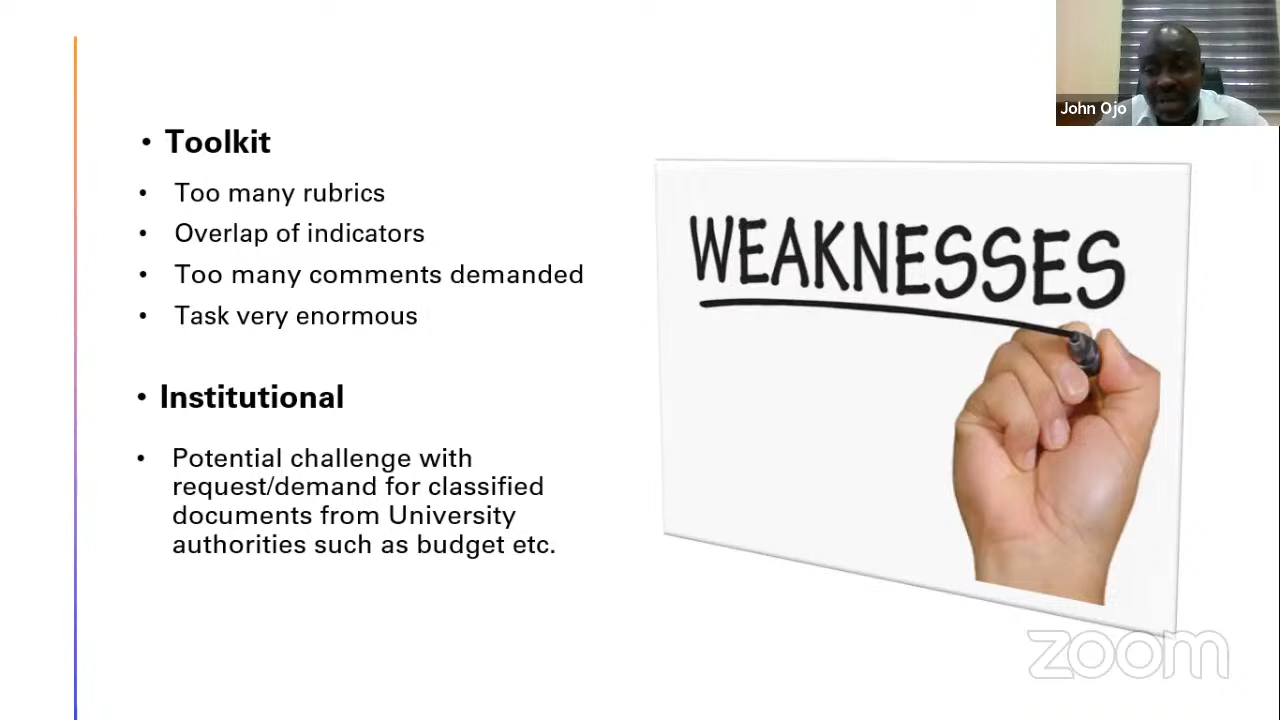 John Ojo
• Toolkit
• Too many rubrics
• Overlap of indicators
• Too many comments demanded
• Task very enormous
• Institutional
• Potential challenge with
request/demand for classified
documents from University
authorities such as budget etc.
WEAKNESSES
zoom